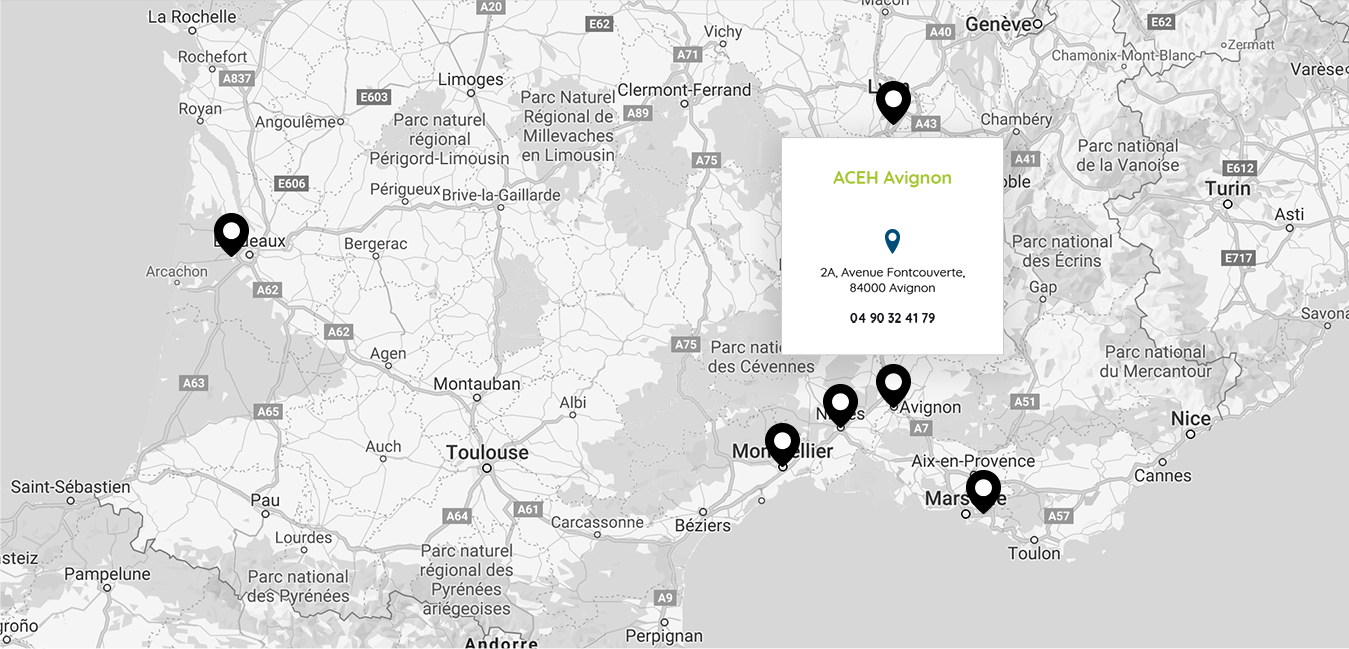 A20
Macon
La Rochelle
E62
Genève
E62
Vichy
A40
Zermatt
Rochefort
A71
Chamonix-Mont-Blanc
Varèse
A837
Limoges
Clermont-Ferrand
E603
Parc Naturel
Régional de
Millevaches
en Limousin
Royan
Angoulême
A89
A43
Chambéry
Parc naturel
régional
Périgord-Limousin
A75
A41
Parc national
de la Vanoise
E612
E606
Périgueux
Brive-la-Gaillarde
Turin
ACEH Avignon
Asti
Bergerac
Parc national
des Écrins
E717
Arcachon
2A, Avenue Fontcouverte,
84000 Avignon
04 90 32 41 79
A62
Gap
A62
Savona
A75
Agen
Parc
des Cévennes
Parc national
du Mercantour
A63
Montauban
A65
Albi
A51
Avignon
Nice
A7
Auch
Toulouse
Aix-en-Provence
Cannes
Saint-Sébastien
Pau
A64
A61
A57
Carcassonne
Béziers
Lourdes
Toulon
Parc naturel
régional des
Pyrénées
ariégeoises
Pampelune
Parc national
des Pyrénées
A9
Perpignan
Andorre